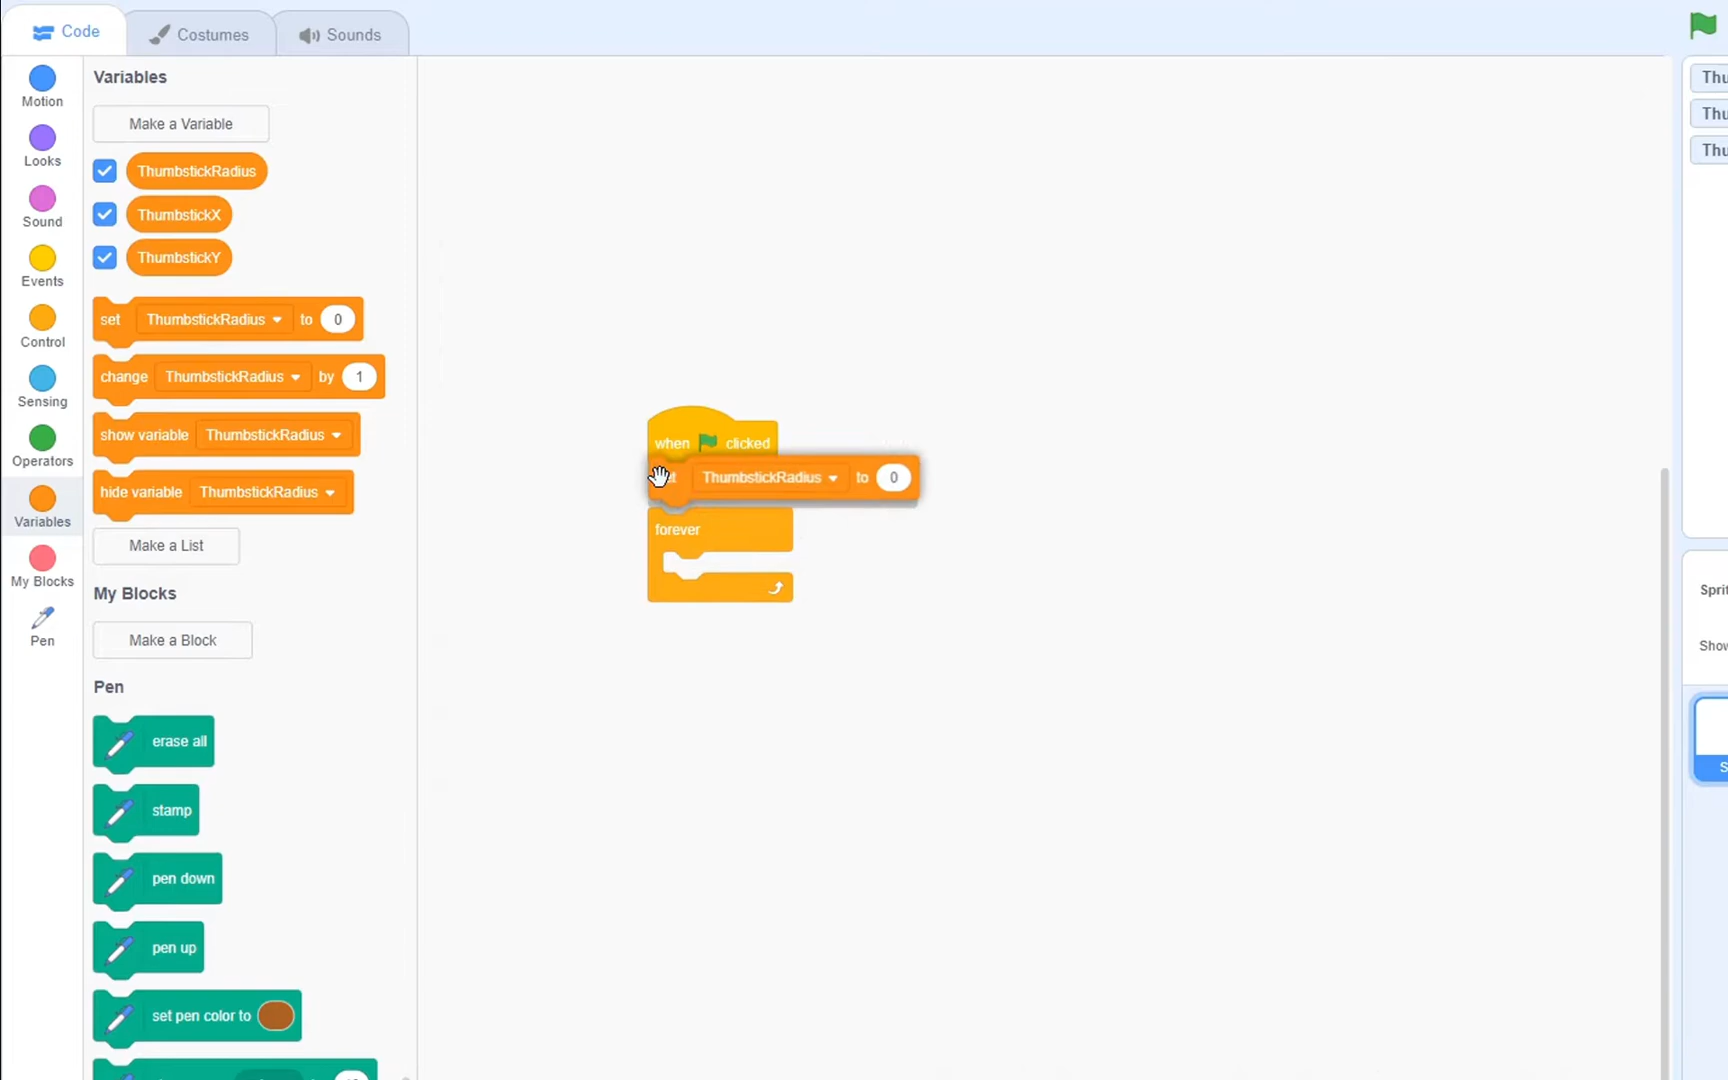 Code
Costumes
Sounds
Motion
Looks
Sound
Events
Control
Sensing
Operators
Variables
My Blocks
Pen
Variables
Make a Variable
ThumbstickRadius
ThumbstickX
ThumbstickY
set ThumbstickRadius to 0
change ThumbstickRadius by 1
show variable ThumbstickRadius
hide variable ThumbstickRadius
Make a List
My Blocks
Make a Block
Pen
erase all
stamp
pen down
pen up
set pen color to
when clicked
ThumbstickRadius to 0
forever
Thu
Thu
Thu
Sprit
Show
S